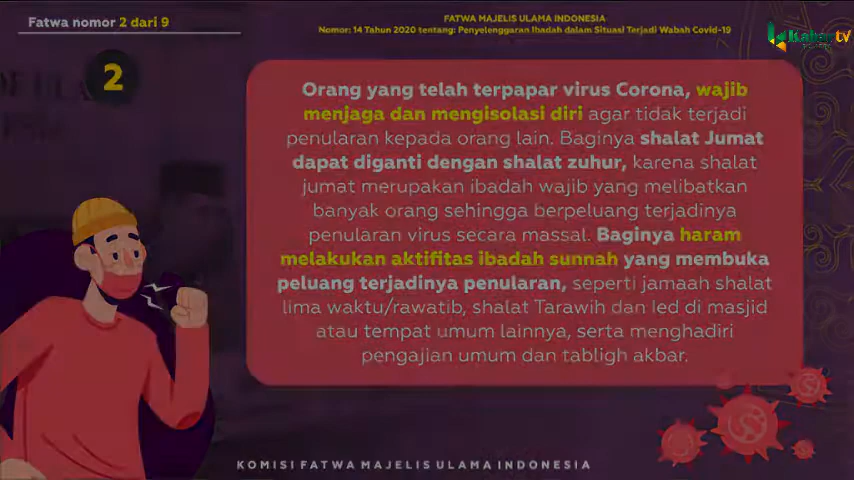 Fatwa nomor 2 dari 9
FATWA MAJELIS ULAMA INDONESIA
Nomor: 14 Tahun 2020 tentang: Penyelenggaran Ibadah dalam Situasi Terjadi Wabah Covid-19
Kabar tv
2
Orang yang telah terpapar virus Corona, wajib
menjaga dan mengisolasi diri agar tidak terjadi
penularan kepada orang lain. Baginya shalat Jumat
dapat diganti dengan shalat zuhur, karena shalat
jumat merupakan ibadah wajib yang melibatkan
banyak orang sehingga berpeluang terjadinya
penularan virus secara massal. Baginya haram
melakukan aktifitas ibadah sunnah yang membuka
peluang terjadinya penularan, seperti jamaah shalat
lima waktu/rawatib, shalat Tarawih dan Ied di masjid
atau tempat umum lainnya, serta menghadiri
pengajian umum dan tabligh akbar.
KOMISI FATWA MAJELIS ULAMA INDONESIA